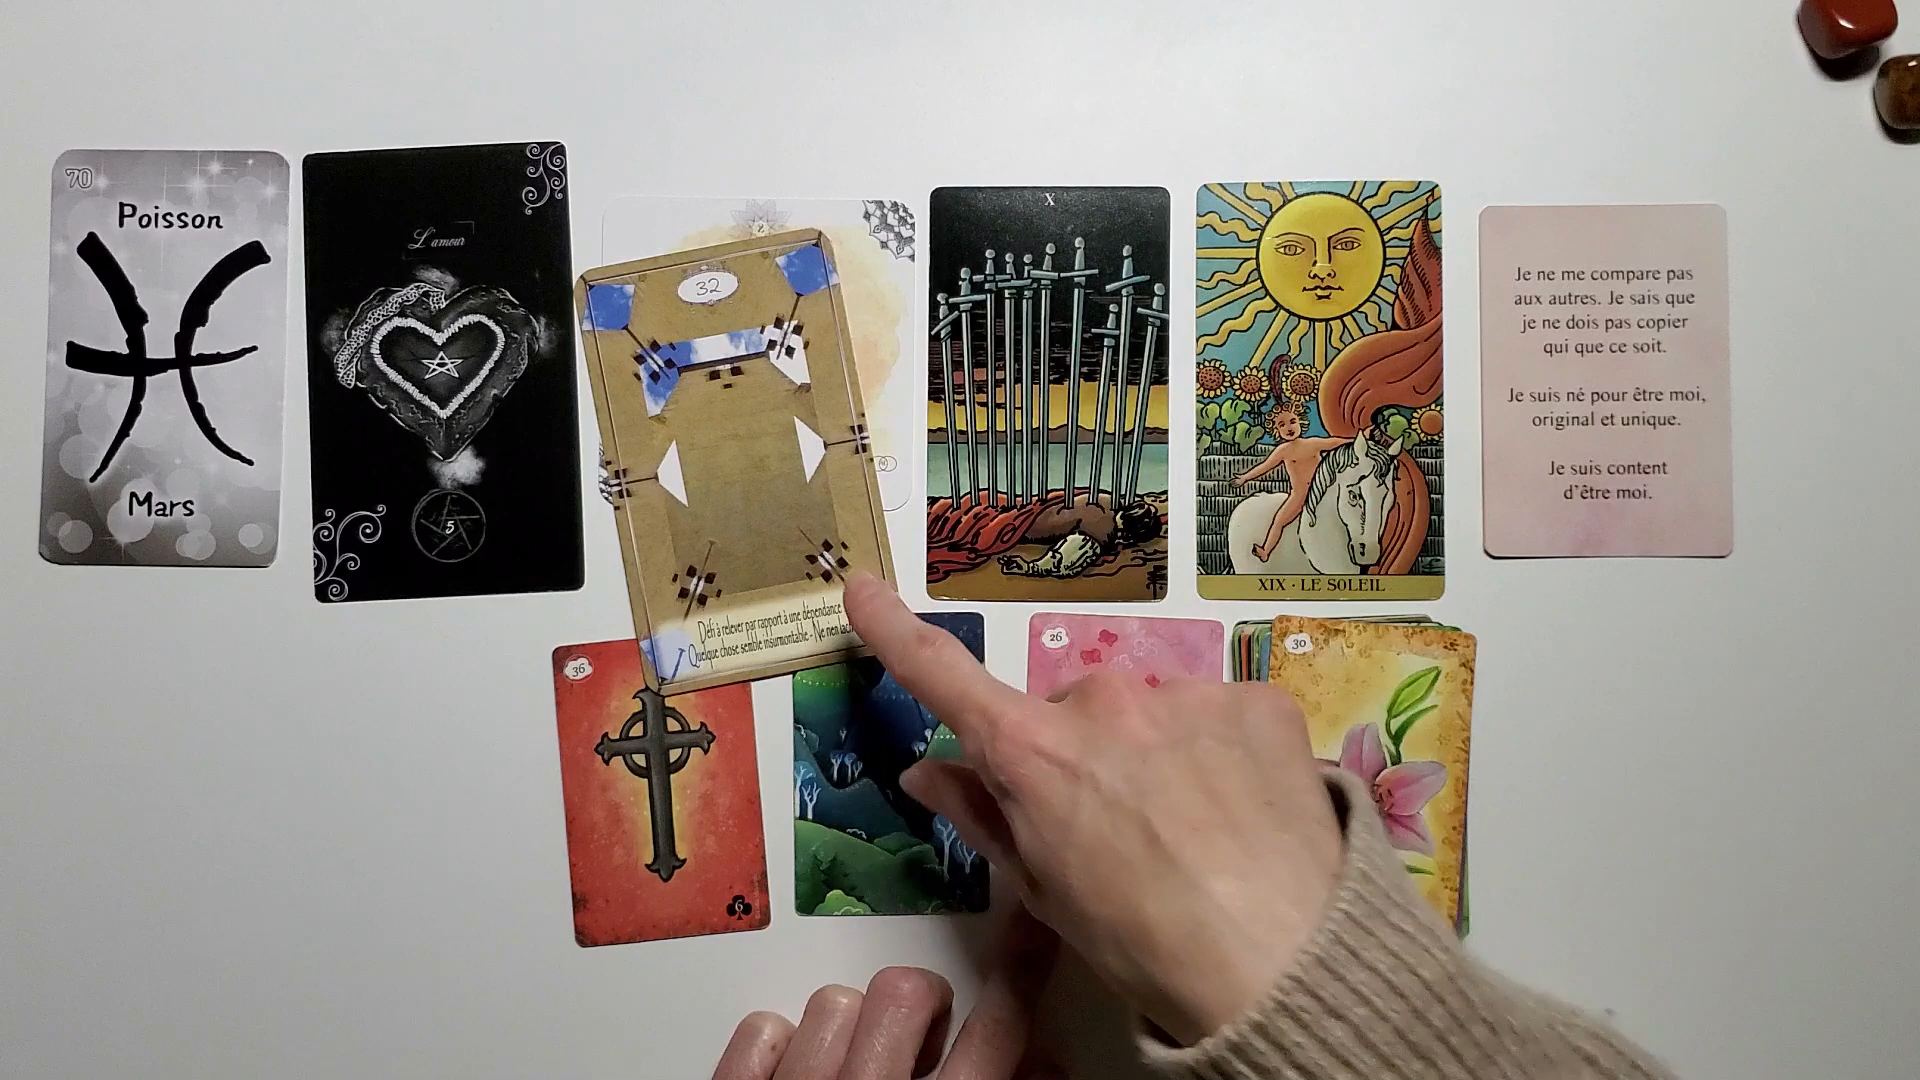 70
Poisson
Mars
L'amour
5
2
32
Défi à relever par rapport à une dépendance
Quelque chose semble insurmontable - Ne rien
X
XIX · LE SOLEIL
Je ne me compare pas
aux autres. Je sais que
je ne dois pas copier
qui que ce soit.
Je suis né pour être moi,
original et unique.
Je suis content
d'être moi.
36
6
26
30